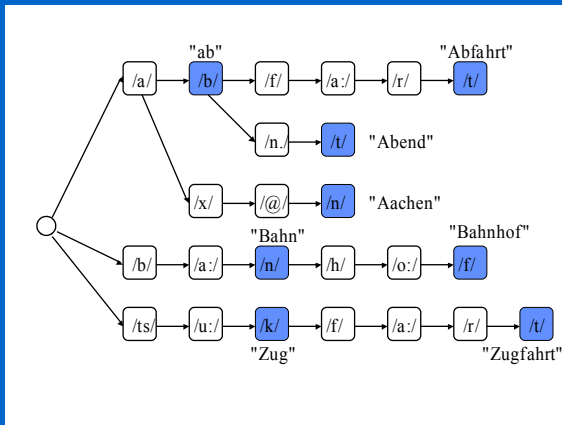 "ab" "Abfahrt"
/a/ /b/ /f/ /a:/ /r/ /t/
/n./ /t/ "Abend"
/x/ /@/ /n/ "Aachen"
"Bahn" "Bahnhof"
/b/ /a:/ /n/ /h/ /o:/ /f/
/ts/ /u:/ /k/ /f/ /a:/ /r/ /t/
"Zug" "Zugfahrt"